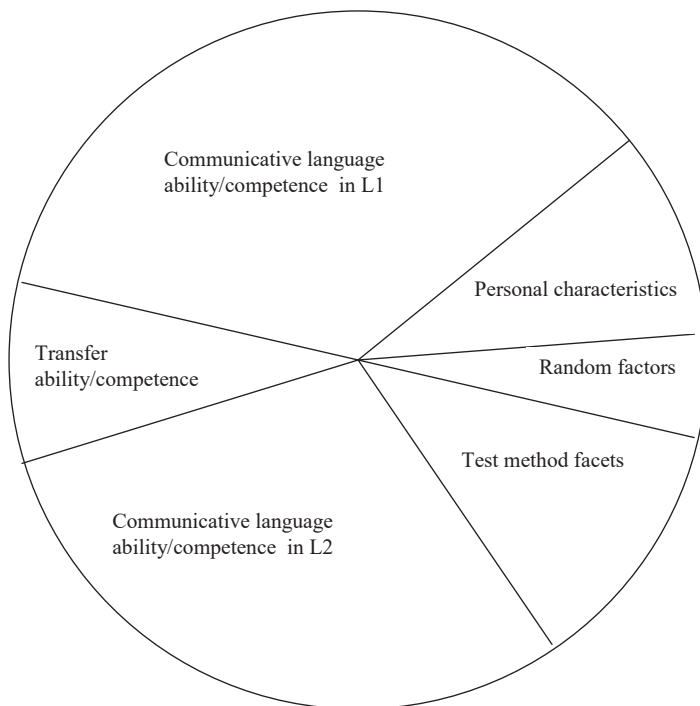 Communicative language
ability/competence in L1
Personal characteristics
Transfer
ability/competence
Random factors
Test method facets
Communicative language
ability/competence in L2